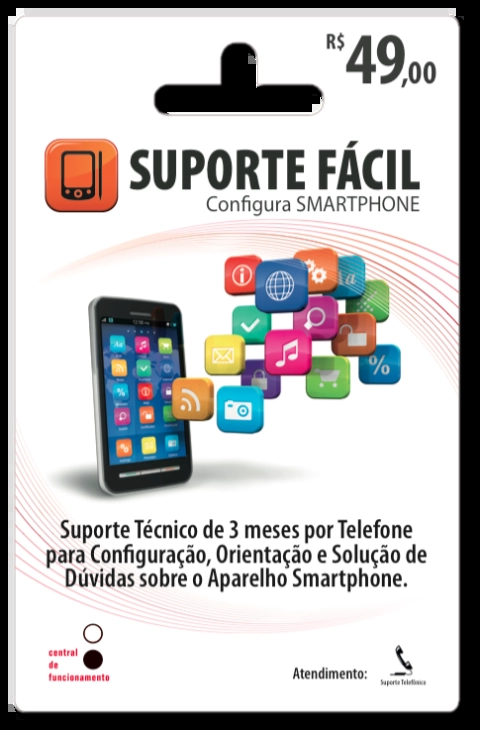 R$ 49,00
SUPORTE FÁCIL
Configura SMARTPHONE
Aa
%
Suporte Técnico de 3 meses por Telefone
para Configuração, Orientação e Solução de
Dúvidas sobre o Aparelho Smartphone.
central
de
funcionamento
Atendimento:
Suporte Telefônico